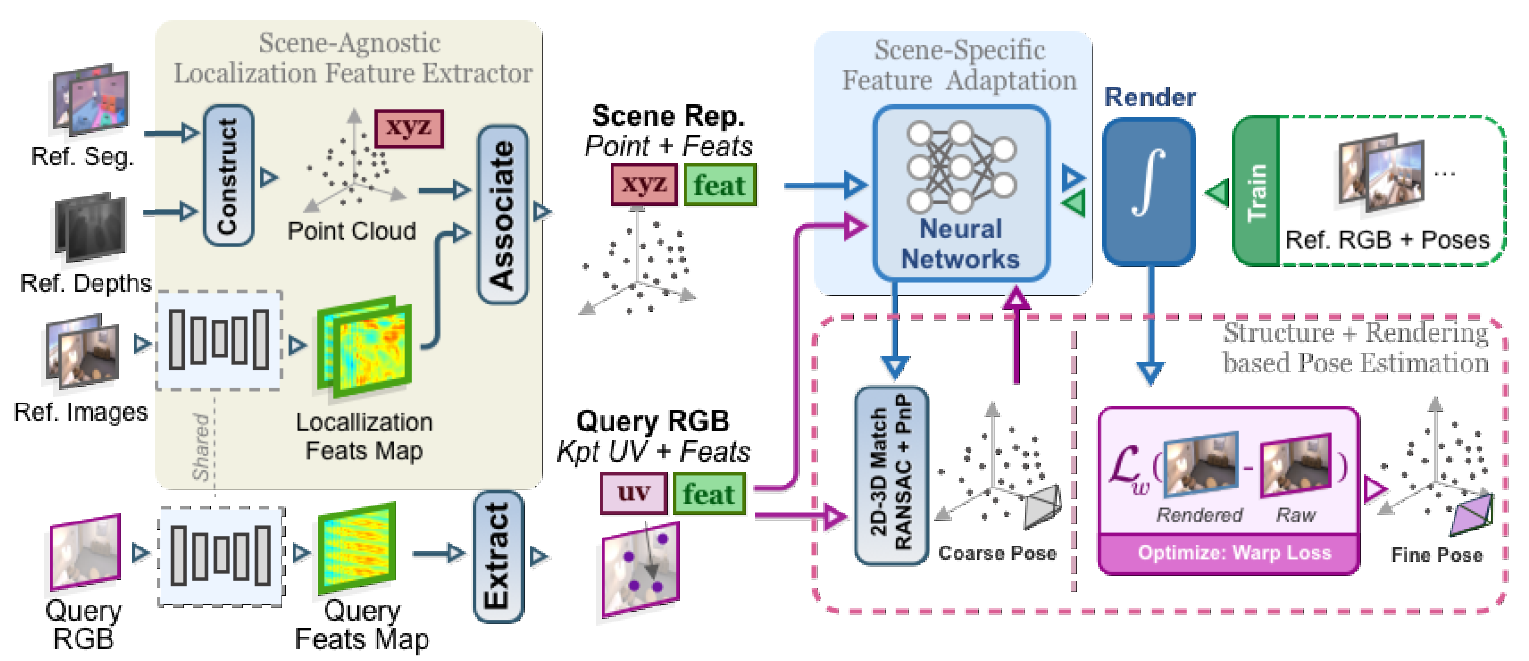 Scene-Agnostic
Localization Feature Extractor
Ref. Seg.
Construct
xyz
Point Cloud
Associate
Ref. Depths
Ref. Images
Locallization
Feats Map
Shared
Query
RGB
Query
Feats Map
Extract
Scene Rep.
Point + Feats
xyz
feat
Query RGB
Kpt UV + Feats
uv
feat
Scene-Specific
Feature Adaptation
Neural
Networks
Render
∫
Train
...
Ref. RGB + Poses
Structure + Rendering
based Pose Estimation
2D-3D Match
RANSAC + PnP
Coarse Pose
ℒw( - )
Rendered
Raw
Optimize: Warp Loss
Fine Pose